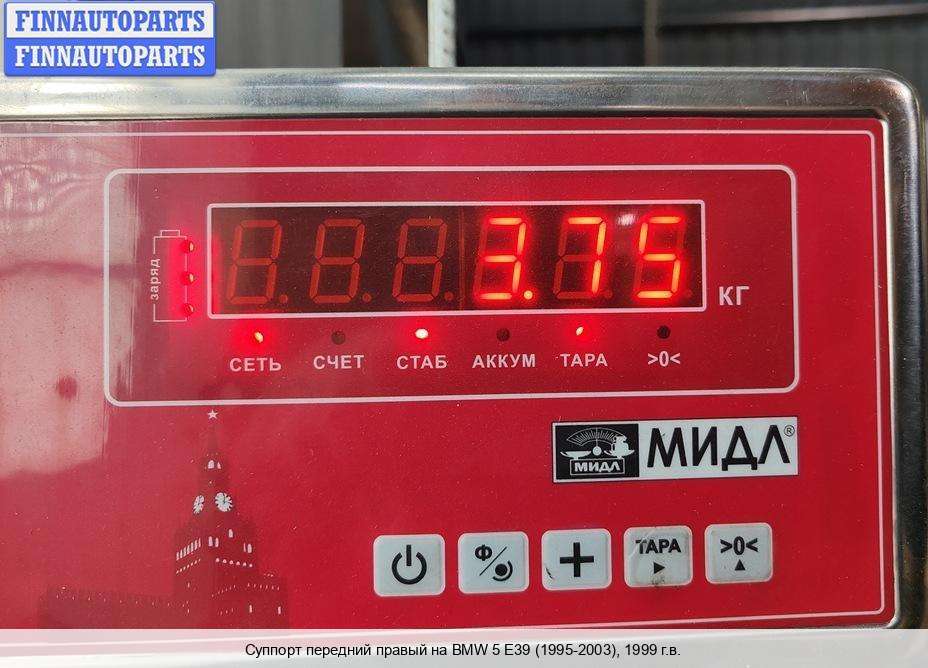 FINNAUTOPARTS
FINNAUTOPARTS
заряд
3.75
КГ
СЕТЬ СЧЕТ СТАБ АККУМ ТАРА >0<
МИДЛ МИДЛ®
Ф ТАРА >0<
Суппорт передний правый на BMW 5 E39 (1995-2003), 1999 г.в.